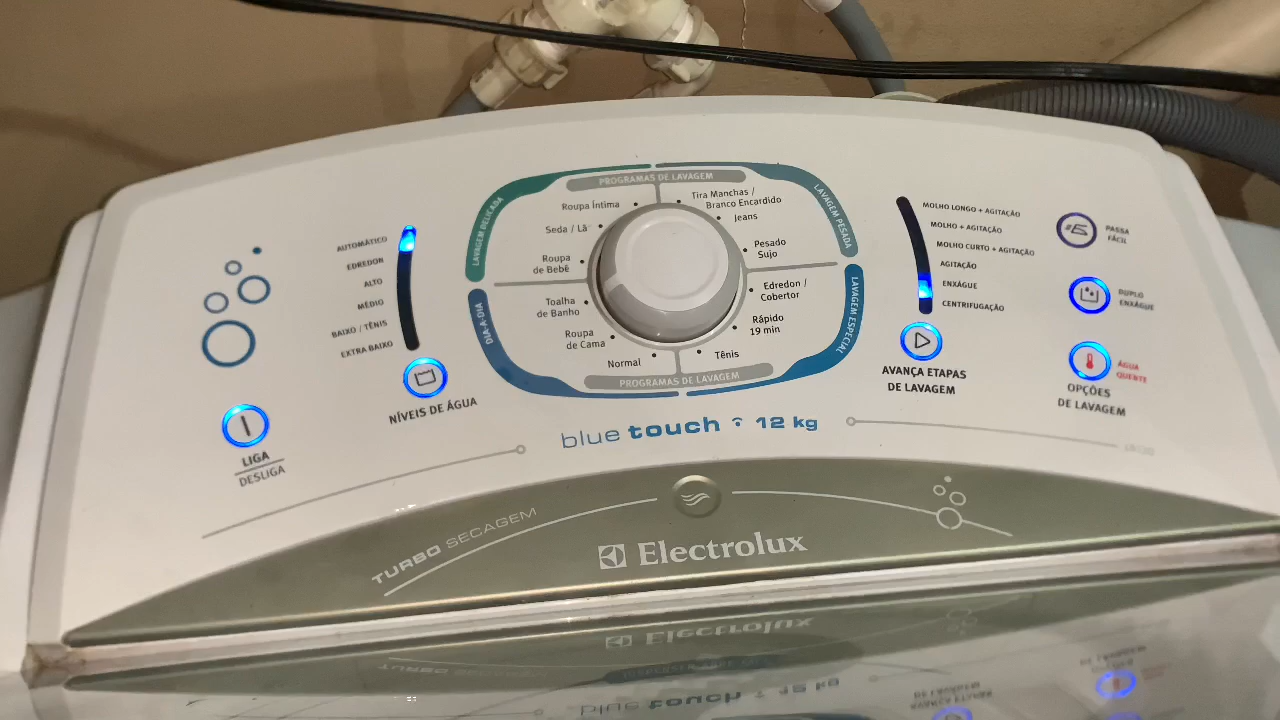 PROGRAMAS DE LAVAGEM
LAVAGEM DELICADA
Roupa Íntima
Seda / Lã
Roupa
de Bebê
Tira Manchas /
Branco Encardido
Jeans
Pesado
Sujo
LAVAGEM PESADA
DIA-A-DIA
Toalha
de Banho
Roupa
de Cama
Normal
Edredon /
Cobertor
Rápido
19 min
Tênis
LAVAGEM ESPECIAL
PROGRAMAS DE LAVAGEM
AUTOMÁTICO
EDREDON
ALTO
MÉDIO
BAIXO / TÊNIS
EXTRA BAIXO
NÍVEIS DE ÁGUA
LIGA
DESLIGA
MOLHO LONGO + AGITAÇÃO
MOLHO + AGITAÇÃO
MOLHO CURTO + AGITAÇÃO
AGITAÇÃO
ENXÁGUE
CENTRIFUGAÇÃO
AVANÇA ETAPAS
DE LAVAGEM
PASSA
FÁCIL
DUPLO
ENXÁGUE
ÁGUA
QUENTE
OPÇÕES
DE LAVAGEM
blue touch 12 kg
TURBO SECAGEM
Electrolux